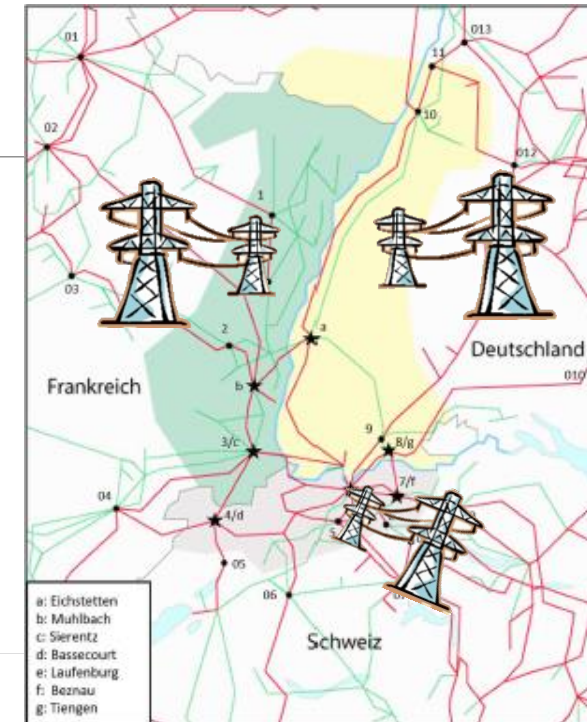 01
013
11
10
02
012
1
03
a
2
Deutschland
010
b
Frankreich
9
3/c
8/g
7/f
04
4/d
5
05
06
a: Eichstetten
b: Muhlbach
c: Sierentz
d: Bassecourt
e: Laufenburg
f: Beznau
g: Tiengen
Schweiz